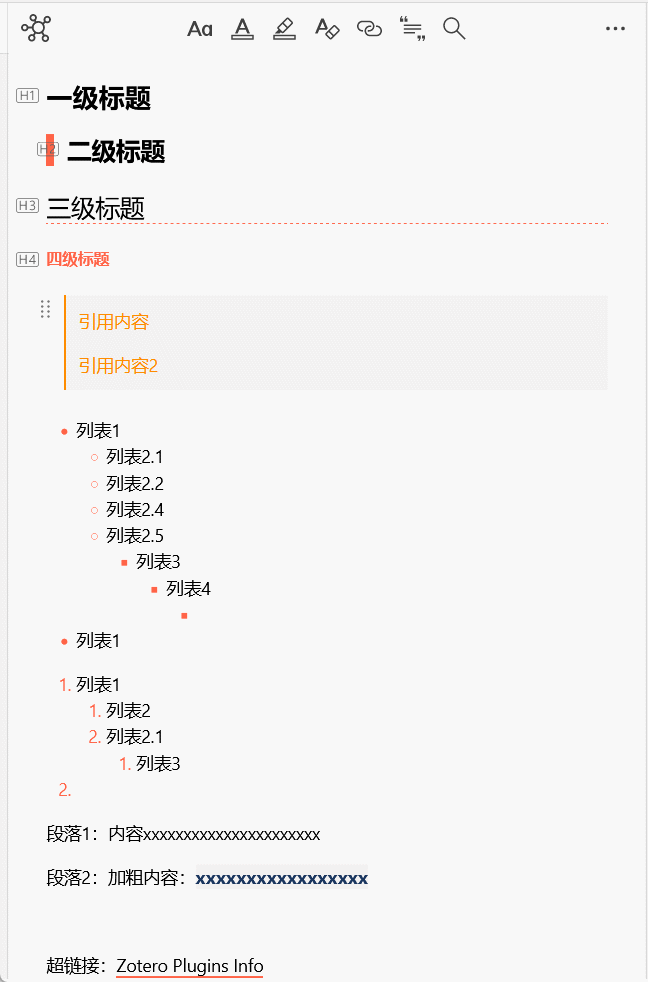 Aa A A
H1 一级标题
H2 二级标题
H3 三级标题
H4 四级标题
引用内容
引用内容2
列表1
列表2.1
列表2.2
列表2.4
列表2.5
列表3
列表4
列表1
1. 列表1
1. 列表2
2. 列表2.1
1. 列表3
2.
段落1：内容xxxxxxxxxxxxxxxxxxxxxx
段落2：加粗内容：xxxxxxxxxxxxxxxxx
超链接：Zotero Plugins Info